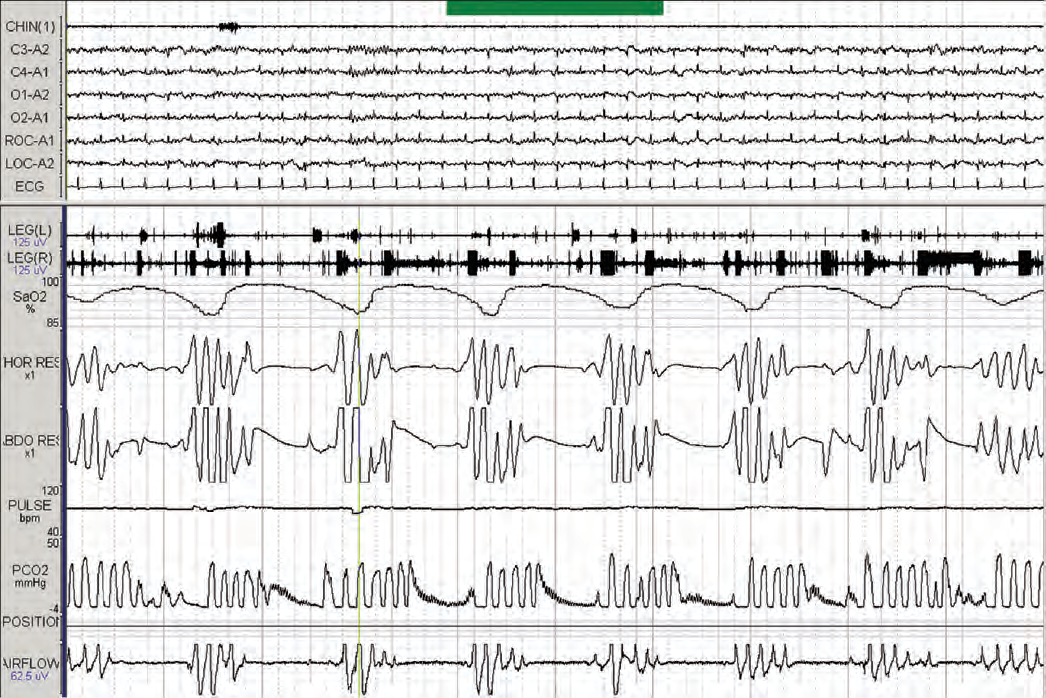 CHIN(1)
C3-A2
C4-A1
O1-A2
O2-A1
ROC-A1
LOC-A2
ECG
LEG(L)
125 uV
LEG(R)
125 uV
100
SaO2
%
85
HOR RES
x1
ABDO RES
x1
120
PULSE
bpm
40
50
PCO2
mmHg
-4
POSITION
AIRFLOW
62.5 uV